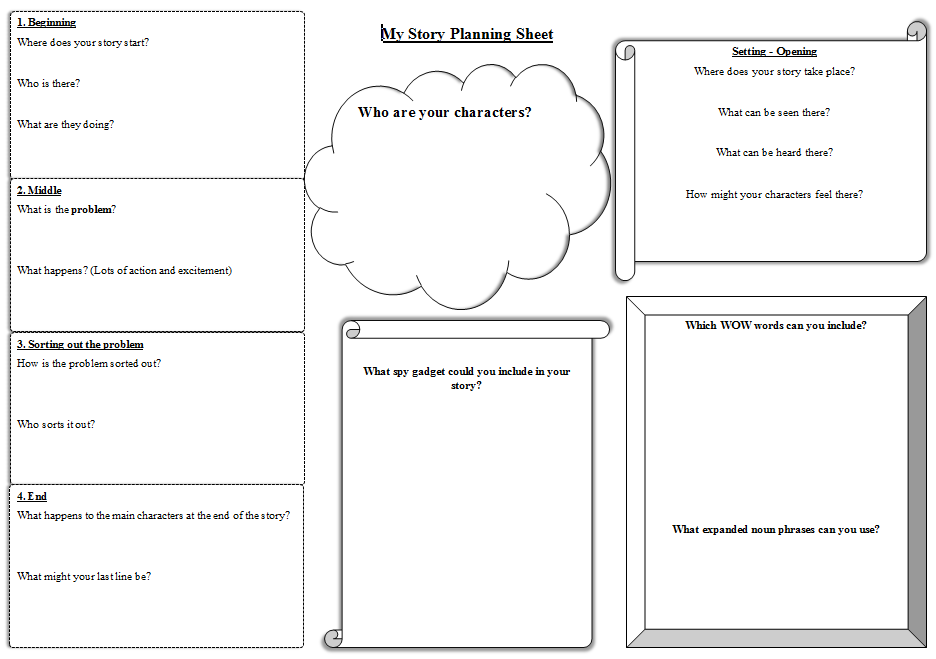 My Story Planning Sheet
1. Beginning
Where does your story start?
Who is there?
What are they doing?
2. Middle
What is the problem?
What happens? (Lots of action and excitement)
3. Sorting out the problem
How is the problem sorted out?
Who sorts it out?
4. End
What happens to the main characters at the end of the story?
What might your last line be?
Who are your characters?
What spy gadget could you include in your
story?
Setting - Opening
Where does your story take place?
What can be seen there?
What can be heard there?
How might your characters feel there?
Which WOW words can you include?
What expanded noun phrases can you use?